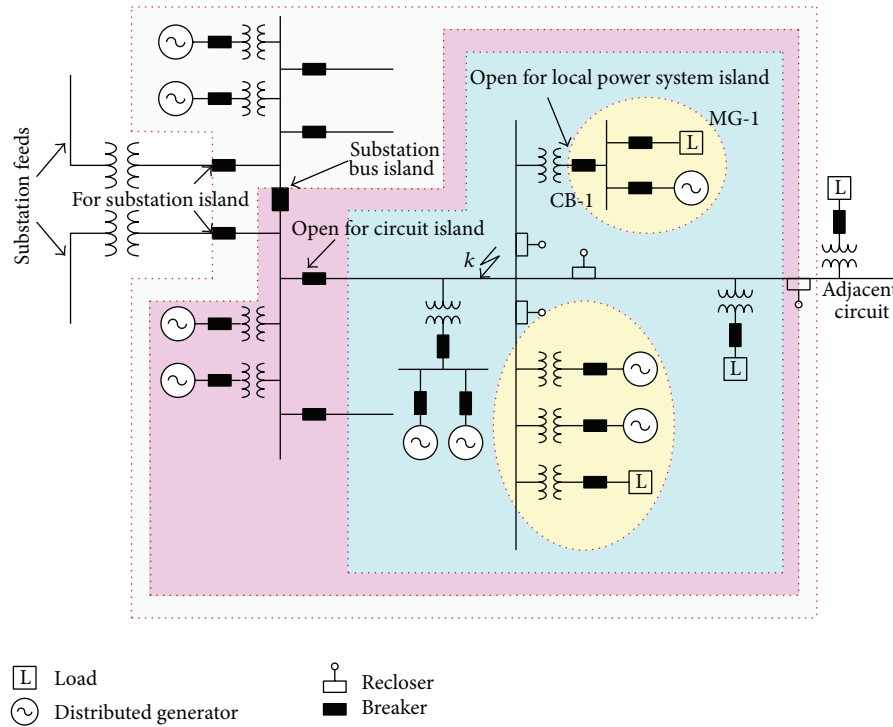 Open for local power system island
MG-1
L
CB-1
Substation feeds
Substation
bus island
For substation island
Open for circuit island
k
L
Adjacent
circuit
L
L
L Load
Distributed generator
Recloser
Breaker